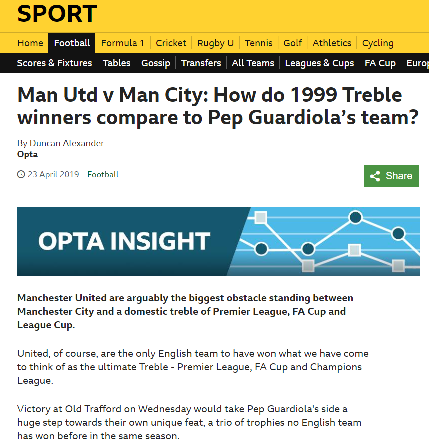 SPORT
Home Football Formula 1 Cricket Rugby U Tennis Golf Athletics Cycling
Scores & Fixtures Tables Gossip Transfers All Teams Leagues & Cups FA Cup Europ
Man Utd v Man City: How do 1999 Treble
winners compare to Pep Guardiola's team?
By Duncan Alexander
Opta
23 April 2019 Football
Share
OPTA INSIGHT
Manchester United are arguably the biggest obstacle standing between
Manchester City and a domestic treble of Premier League, FA Cup and
League Cup.
United, of course, are the only English team to have won what we have come
to think of as the ultimate Treble - Premier League, FA Cup and Champions
League.
Victory at Old Trafford on Wednesday would take Pep Guardiola's side a
huge step towards their own unique feat, a trio of trophies no English team
has won before in the same season.